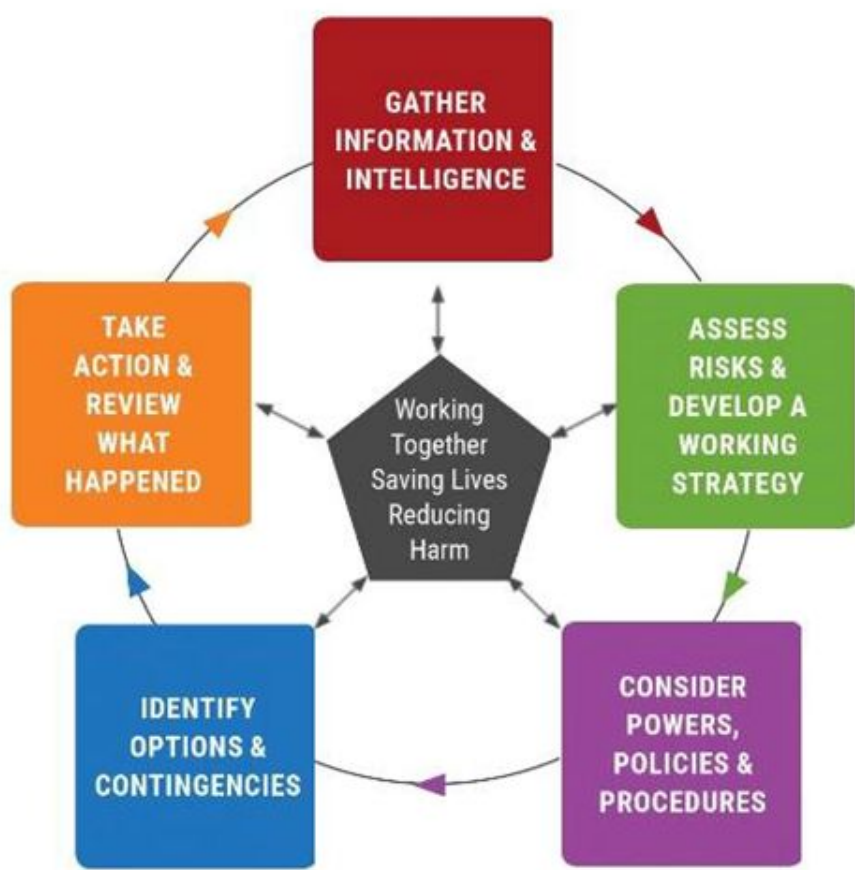 GATHER
INFORMATION &
INTELLIGENCE
ASSESS
RISKS &
DEVELOP A
WORKING
STRATEGY
CONSIDER
POWERS,
POLICIES &
PROCEDURES
IDENTIFY
OPTIONS &
CONTINGENCIES
TAKE
ACTION &
REVIEW
WHAT
HAPPENED
Working
Together
Saving Lives
Reducing
Harm